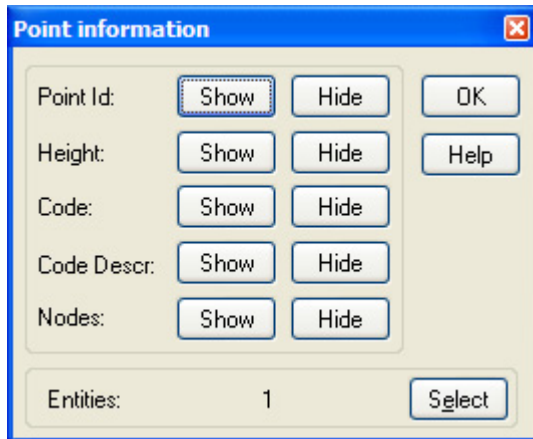 Point information
Point Id: Show Hide OK
Height: Show Hide Help
Code: Show Hide
Code Descr: Show Hide
Nodes: Show Hide
Entities: 1 Select